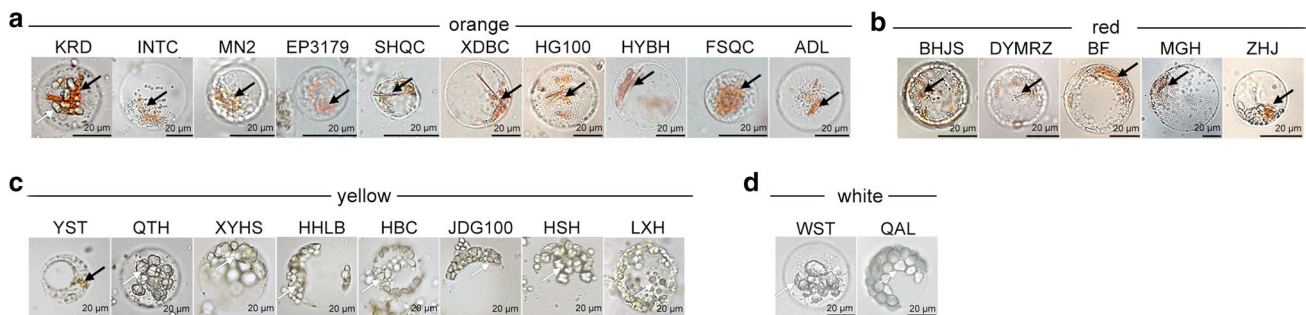 a
orange
KRD INTC MN2 EP3179 SHQC XDBC HG100 HYBH FSQC ADL
20 µm 20 µm 20 µm 20 µm 20 µm 20 µm 20 µm 20 µm 20 µm 20 µm
b
red
BHJS DYMRZ BF MGH ZHJ
20 µm 20 µm 20 µm 20 µm 20 µm
c
yellow
YST QTH XYHS HHLB HBC JDG100 HSH LXH
20 µm 20 µm 20 µm 20 µm 20 µm 20 µm 20 µm 20 µm
d
white
WST QAL
20 µm 20 µm